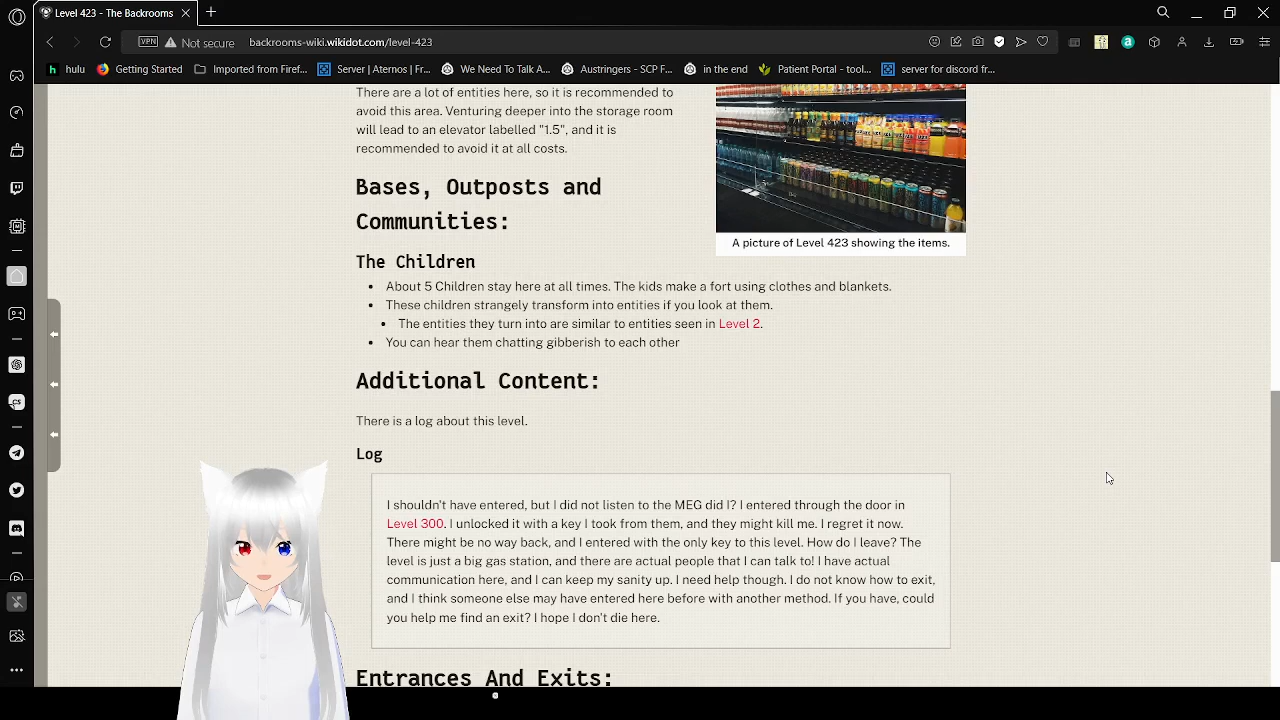 Level 423 - The Backrooms
VPN Not secure backrooms-wiki.wikidot.com/level-423
hulu Getting Started Imported from Firef... Server | Aternos | Fr... We Need To Talk A... Austringers - SCP F... in the end Patient Portal - tool... server for discord fr...
There are a lot of entities here, so it is recommended to
avoid this area. Venturing deeper into the storage room
will lead to an elevator labelled "1.5", and it is
recommended to avoid it at all costs.
A picture of Level 423 showing the items.
Bases, Outposts and
Communities:
The Children
About 5 Children stay here at all times. The kids make a fort using clothes and blankets.
These children strangely transform into entities if you look at them.
The entities they turn into are similar to entities seen in Level 2.
You can hear them chatting gibberish to each other
Additional Content:
There is a log about this level.
Log
I shouldn't have entered, but I did not listen to the MEG did I? I entered through the door in
Level 300. I unlocked it with a key I took from them, and they might kill me. I regret it now.
There might be no way back, and I entered with the only key to this level. How do I leave? The
level is just a big gas station, and there are actual people that I can talk to! I have actual
communication here, and I can keep my sanity up. I need help though. I do not know how to exit,
and I think someone else may have entered here before with another method. If you have, could
you help me find an exit? I hope I don't die here.
Entrances And Exits: